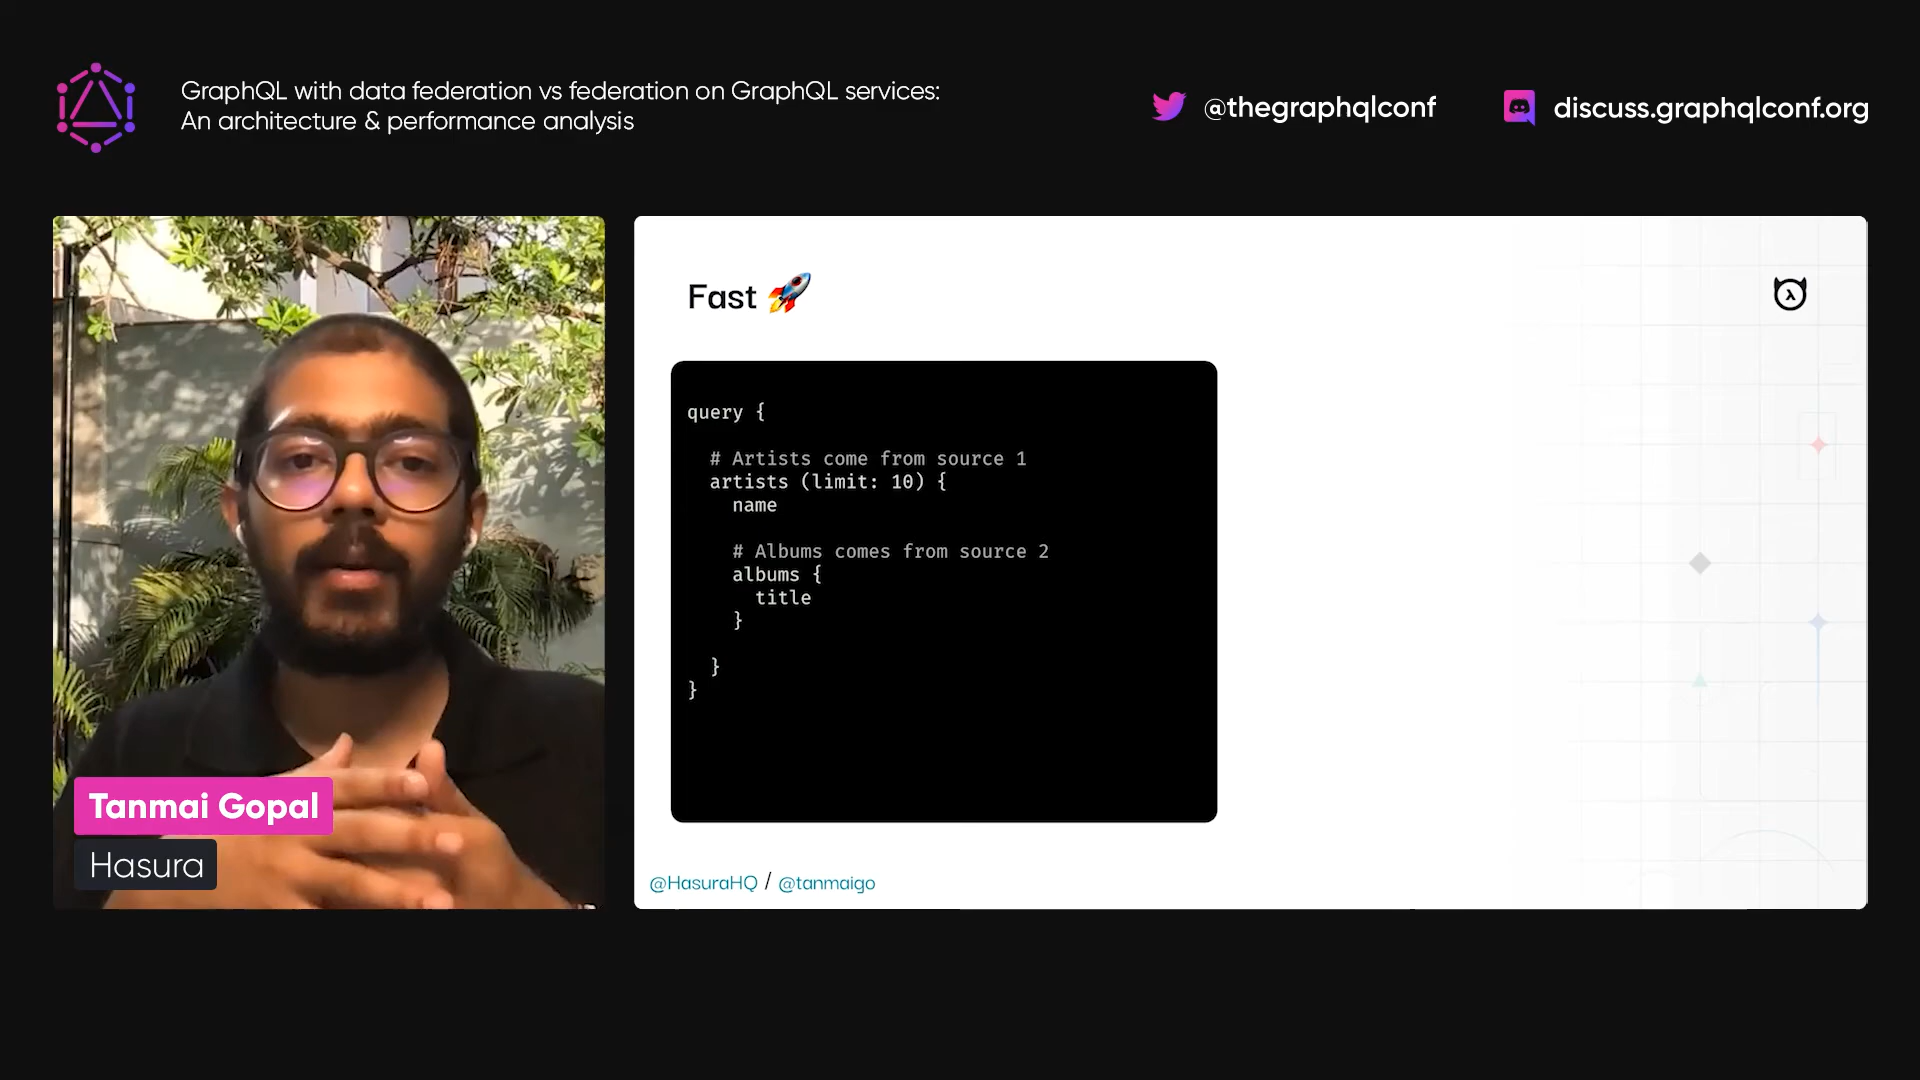 GraphQL with data federation vs federation on GraphQL services:
An architecture & performance analysis
@thegraphqlconf
discuss.graphqlconf.org
Tanmai Gopal
Hasura
Fast 🚀
query {
# Artists come from source 1
artists (limit: 10) {
name
# Albums comes from source 2
albums {
title
}
}
}
@HasuraHQ / @tanmaigo